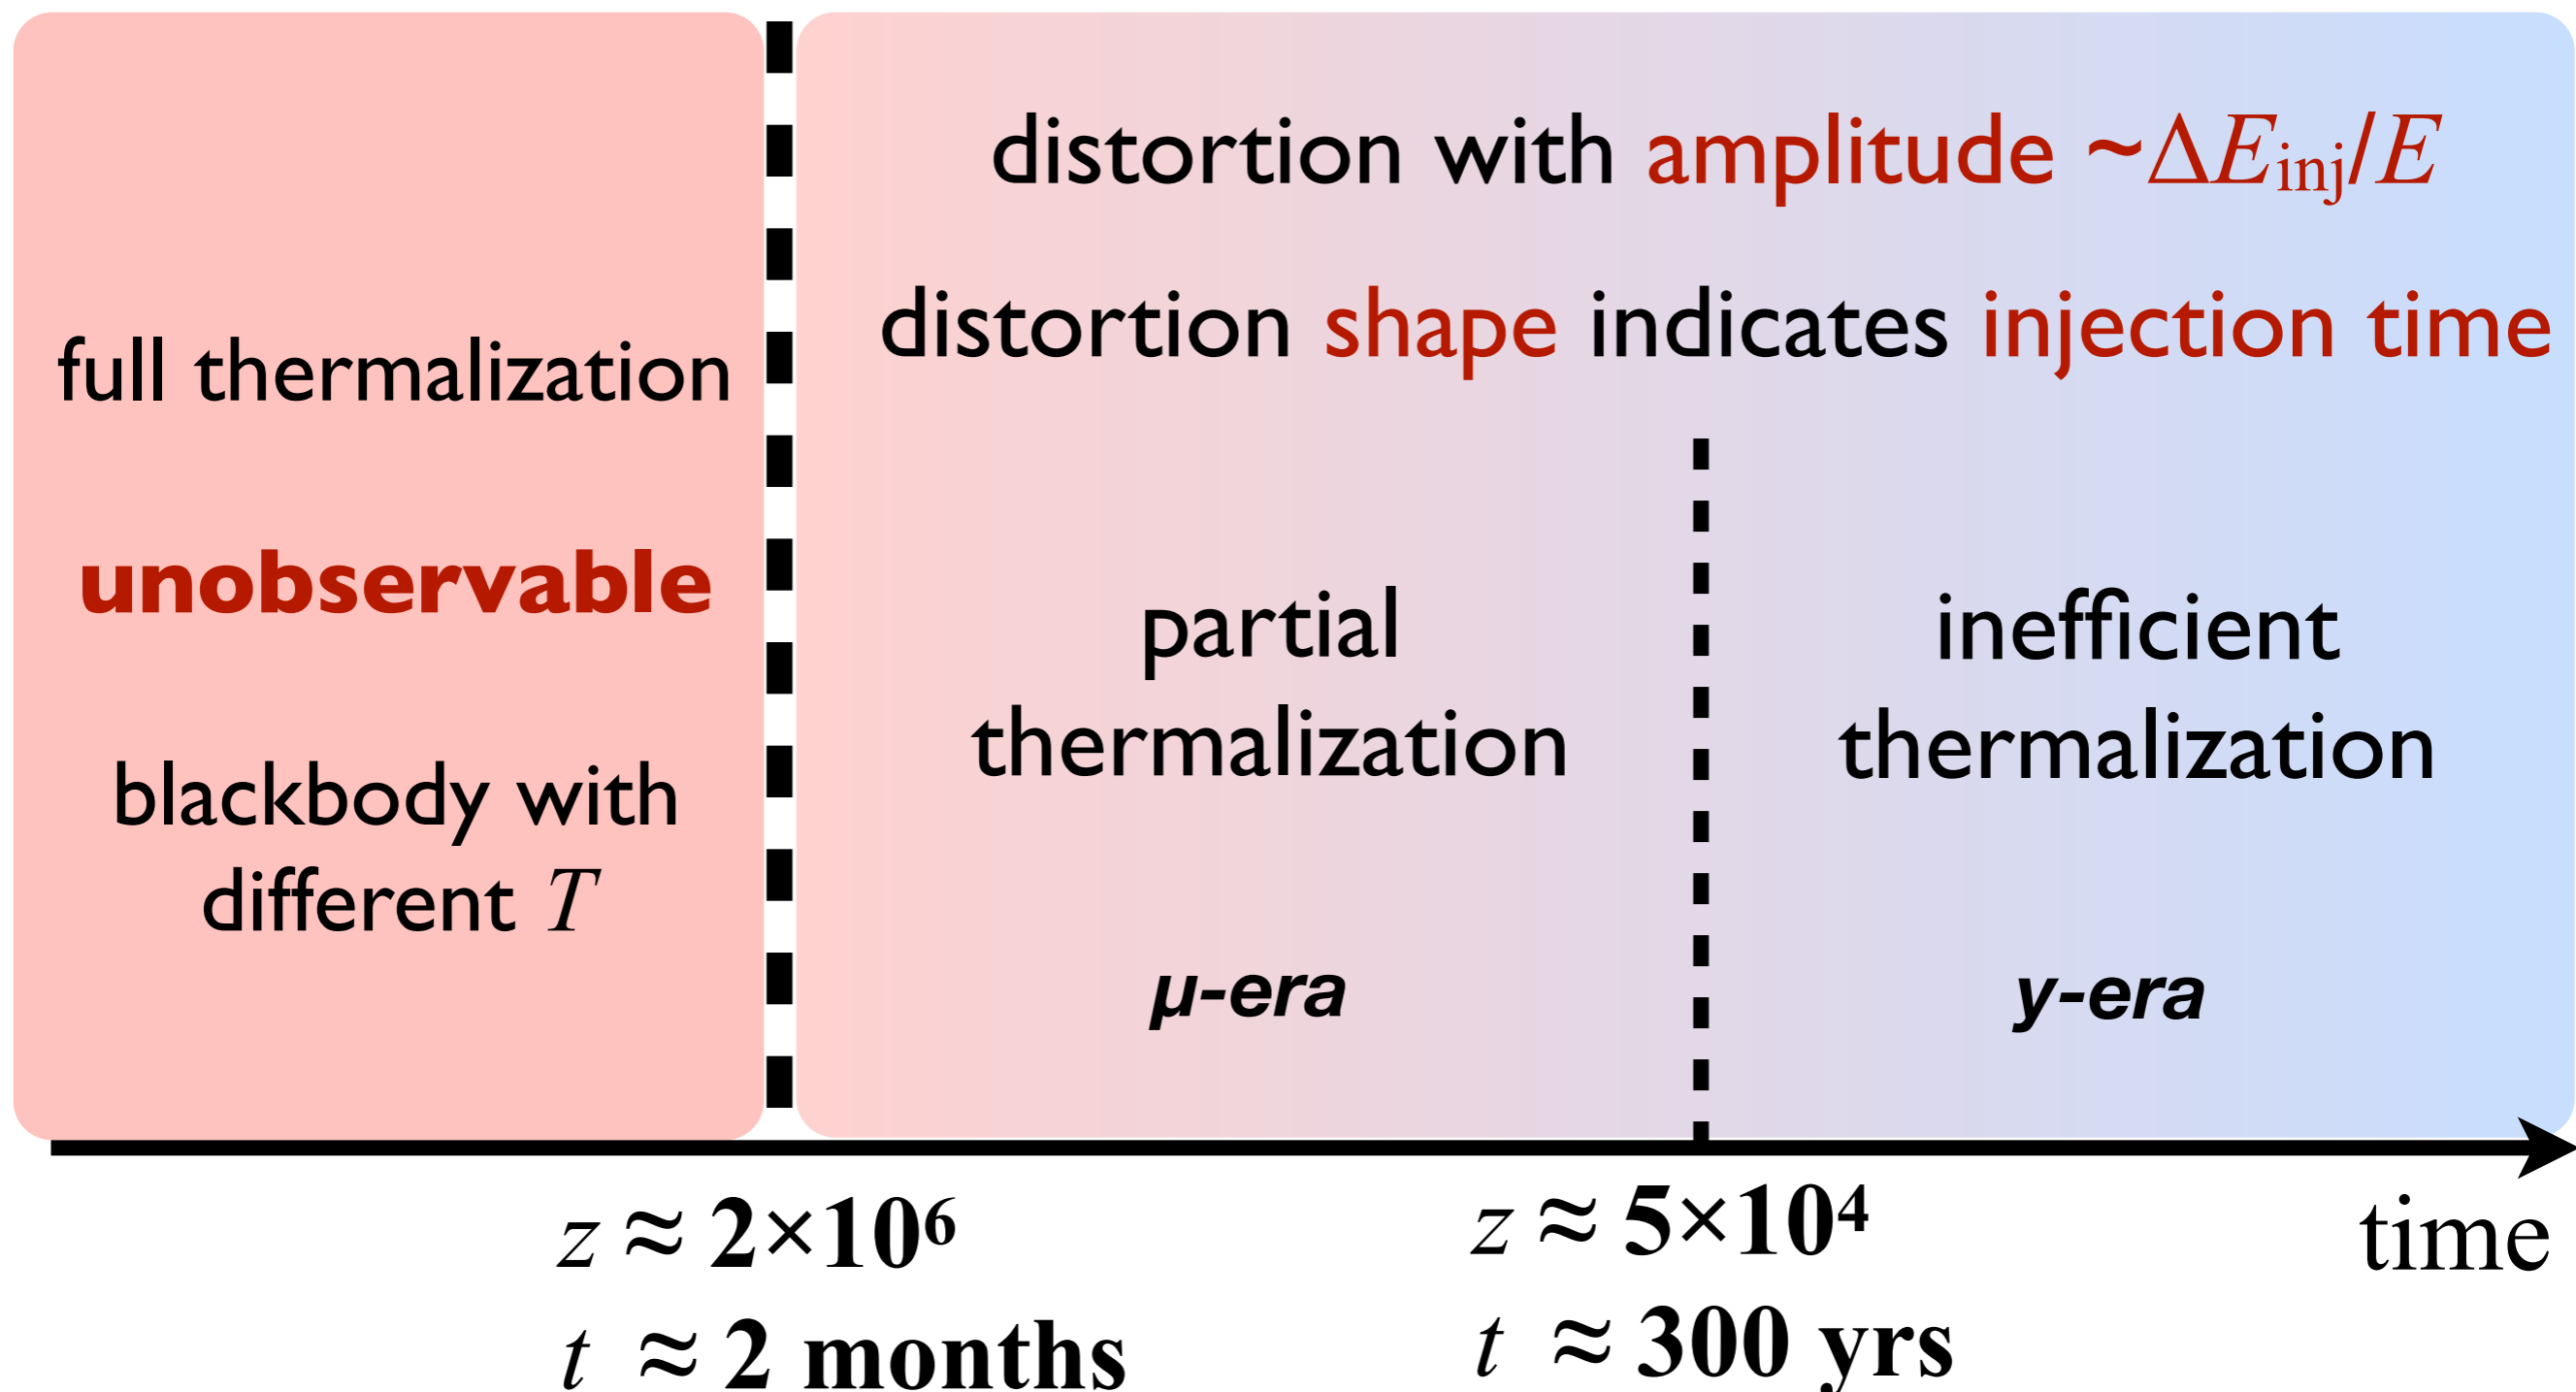 distortion with amplitude ~ΔE_inj/E
distortion shape indicates injection time
full thermalization
unobservable
blackbody with
different T
partial
thermalization
μ-era
inefficient
thermalization
y-era
z ≈ 2×10⁶
t ≈ 2 months
z ≈ 5×10⁴
t ≈ 300 yrs
time